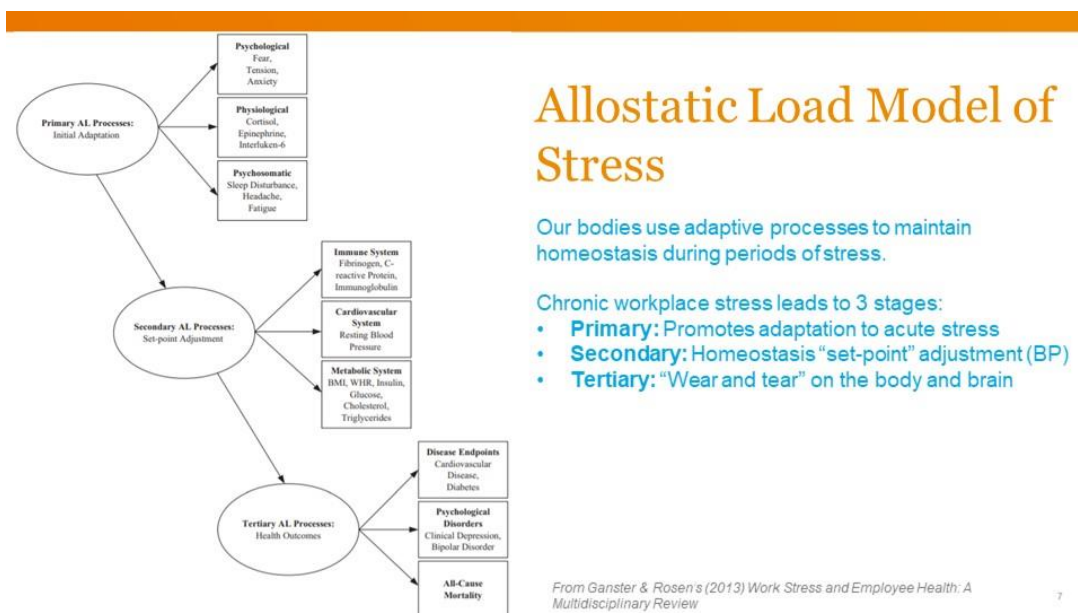 Psychological
Fear,
Tension,
Anxiety
Primary AL Processes:
Initial Adaptation
Physiological
Cortisol,
Epinephrine,
Interluken-6
Psychosomatic
Sleep Disturbance,
Headache,
Fatigue
Immune System
Fibrinogen, C-
reactive Protein,
Immunoglobulin
Secondary AL Processes:
Set-point Adjustment
Cardiovascular
System
Resting Blood
Pressure
Metabolic System
BMI, WHR, Insulin,
Glucose,
Cholesterol,
Triglycerides
Disease Endpoints
Cardiovascular
Disease,
Diabetes
Tertiary AL Processes:
Health Outcomes
Psychological
Disorders
Clinical Depression,
Bipolar Disorder
All-Cause
Mortality
Allostatic Load Model of
Stress
Our bodies use adaptive processes to maintain
homeostasis during periods of stress.
Chronic workplace stress leads to 3 stages:
• Primary: Promotes adaptation to acute stress
• Secondary: Homeostasis “set-point” adjustment (BP)
• Tertiary: “Wear and tear” on the body and brain
From Ganster & Rosen's (2013) Work Stress and Employee Health: A
Multidisciplinary Review
7